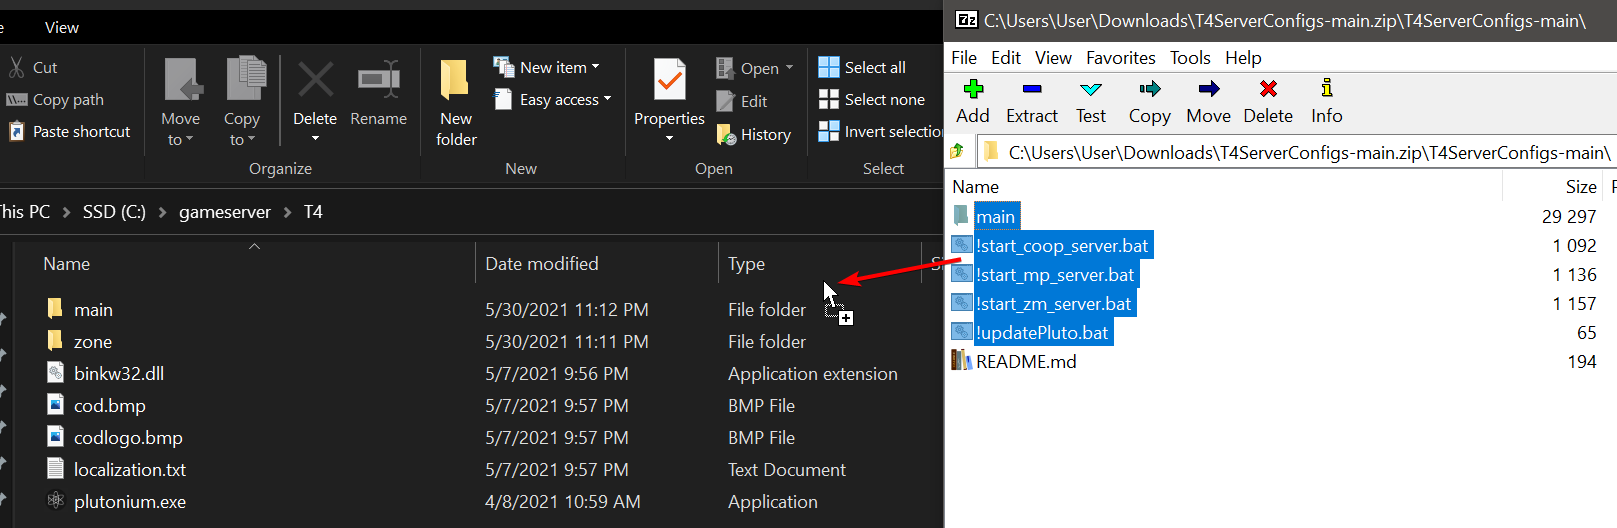 e View
Cut
Copy path
Paste shortcut
Move to
Copy to
Delete
Rename
Organize
New folder
New item
Easy access
New
Properties
Open
Edit
History
Open
Select all
Select none
Invert selectio
Select
his PC > SSD (C:) > gameserver > T4
Name Date modified Type S
main 5/30/2021 11:12 PM File folder
zone 5/30/2021 11:11 PM File folder
binkw32.dll 5/7/2021 9:56 PM Application extension
cod.bmp 5/7/2021 9:57 PM BMP File
codlogo.bmp 5/7/2021 9:57 PM BMP File
localization.txt 5/7/2021 9:57 PM Text Document
plutonium.exe 4/8/2021 10:59 AM Application
7z C:\Users\User\Downloads\T4ServerConfigs-main.zip\T4ServerConfigs-main\
File Edit View Favorites Tools Help
Add Extract Test Copy Move Delete Info
C:\Users\User\Downloads\T4ServerConfigs-main.zip\T4ServerConfigs-main\
Name Size
main 29 297
!start_coop_server.bat 1 092
!start_mp_server.bat 1 136
!start_zm_server.bat 1 157
!updatePluto.bat 65
README.md 194